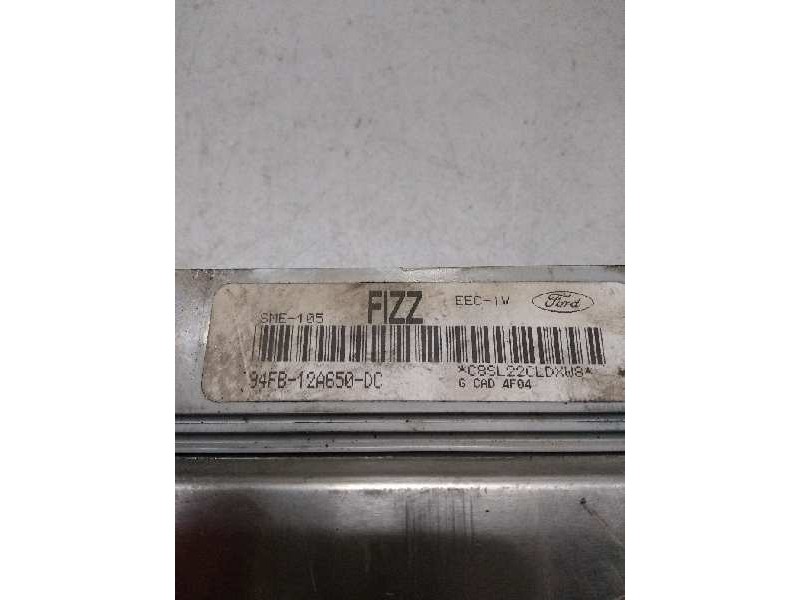 FIZZ
EEC-IV
Ford
SME-105
94FB-12A650-DC
*C8SL22CLDXW8*
G CAD 4F04